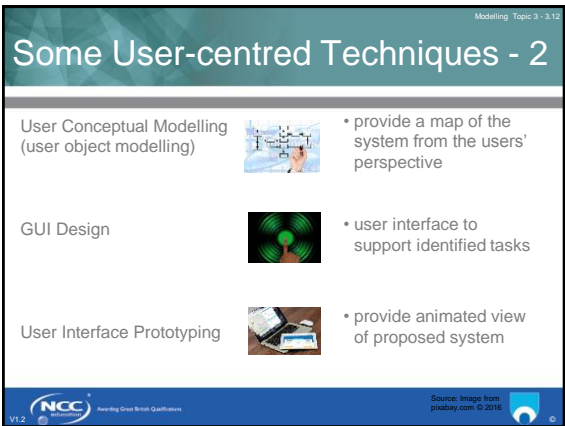 Modelling Topic 3 - 3.12
Some User-centred Techniques - 2
User Conceptual Modelling
(user object modelling)
• provide a map of the
system from the users’
perspective
GUI Design
• user interface to
support identified tasks
User Interface Prototyping
• provide animated view
of proposed system
V1.2
NCC
education
Awarding Great British Qualifications
Source: Image from
pixabay.com © 2016
©